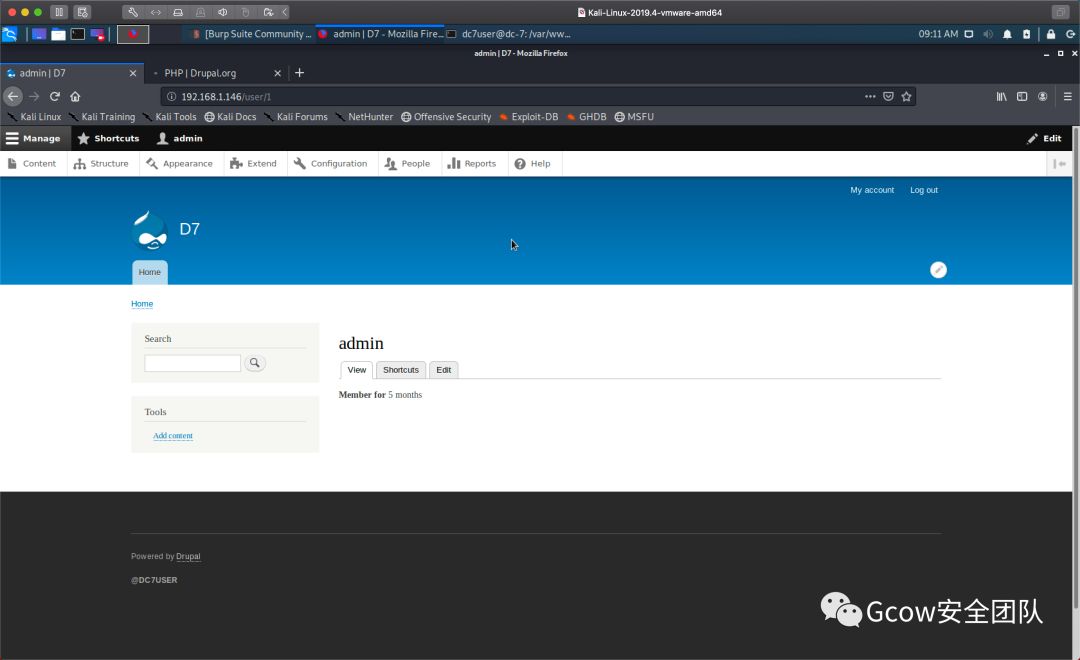 Kali-Linux-2019.4-vmware-amd64
[Burp Suite Community ... admin | D7 - Mozilla Fire... dc7user@dc-7: /var/ww... 09:11 AM
admin | D7 - Mozilla Firefox
admin | D7 PHP | Drupal.org
192.168.1.146/user/1
Kali Linux Kali Training Kali Tools Kali Docs Kali Forums NetHunter Offensive Security Exploit-DB GHDB MSFU
Manage Shortcuts admin Edit
Content Structure Appearance Extend Configuration People Reports Help
My account Log out
D7
Home
Home
Search
Tools
Add content
admin
View Shortcuts Edit
Member for 5 months
Powered by Drupal
@DC7USER
Gcow安全团队